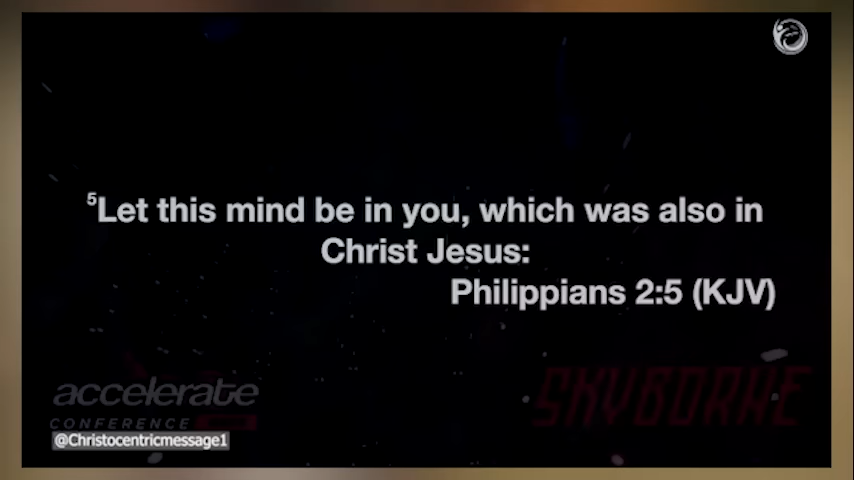 ⁵Let this mind be in you, which was also in
Christ Jesus:
Philippians 2:5 (KJV)
accelerate
CONFERENCE
SKYBORNE
@Christocentricmessage1